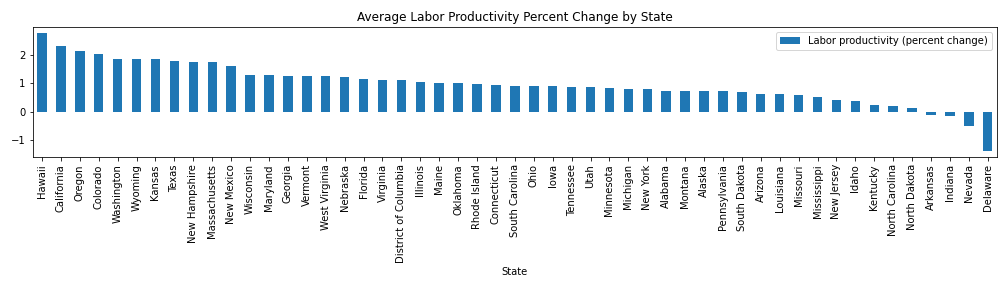 Average Labor Productivity Percent Change by State
Labor productivity (percent change)
2
1
0
−1
Hawaii
California
Oregon
Colorado
Washington
Wyoming
Kansas
Texas
New Hampshire
Massachusetts
New Mexico
Wisconsin
Maryland
Georgia
Vermont
West Virginia
Nebraska
Florida
Virginia
District of Columbia
Illinois
Maine
Oklahoma
Rhode Island
Connecticut
South Carolina
Ohio
Iowa
Tennessee
Utah
Minnesota
Michigan
New York
Alabama
Montana
Alaska
Pennsylvania
South Dakota
Arizona
Louisiana
Missouri
Mississippi
New Jersey
Idaho
Kentucky
North Carolina
North Dakota
Arkansas
Indiana
Nevada
Delaware
State